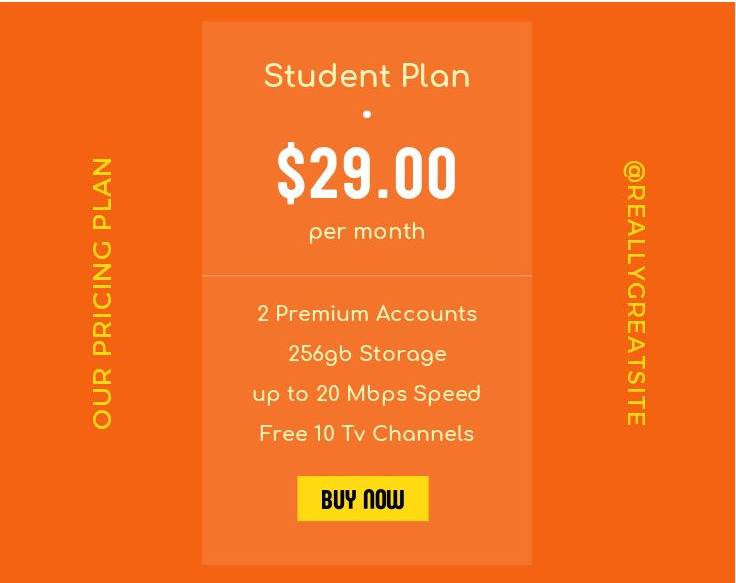 OUR PRICING PLAN
Student Plan
$29.00
per month
2 Premium Accounts
256gb Storage
up to 20 Mbps Speed
Free 10 Tv Channels
BUY NOW
@REALLYGREATSITE